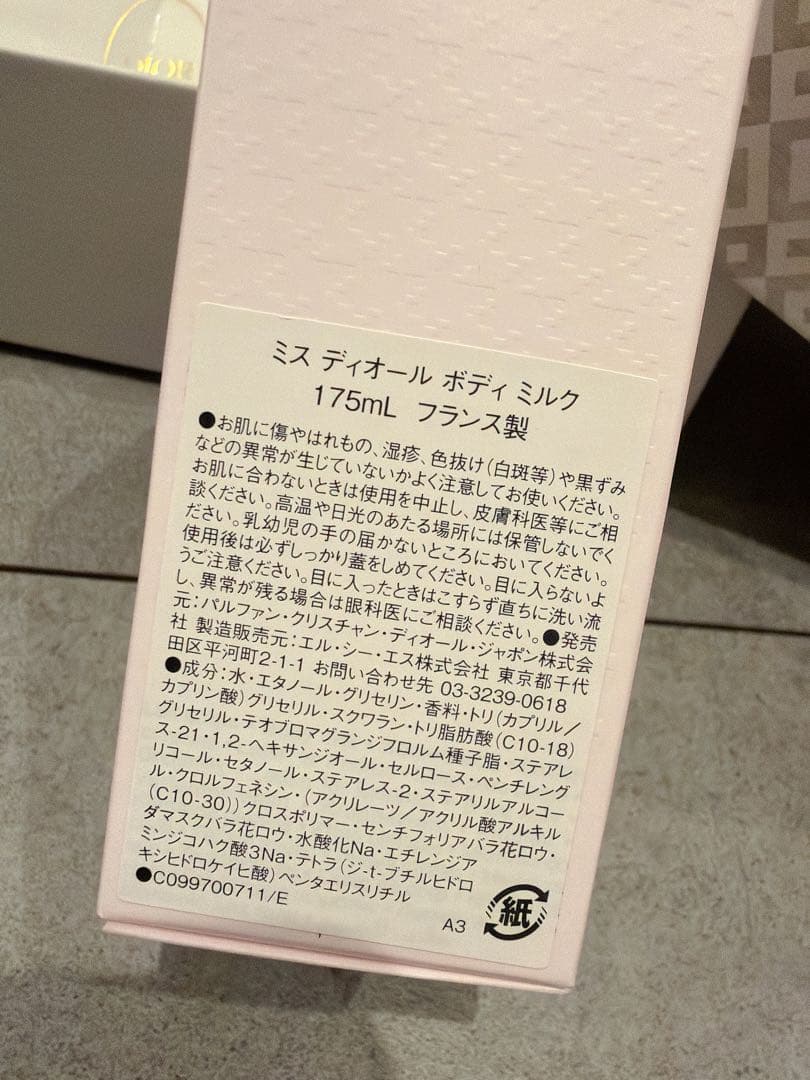 Dior
ミス ディオール ボディ ミルク
175mL フランス製
●お肌に傷やはれもの、湿疹、色抜け(白斑等)や黒ずみ
などの異常が生じていないかよく注意してお使いください。
お肌に合わないときは使用を中止し、皮膚科医等にご相
談ください。高温や日光のあたる場所には保管しないでく
ださい。乳幼児の手の届かないところにおいてください。
使用後は必ずしっかり蓋をしめてください。目に入らないよ
うご注意ください。目に入ったときはこすらず直ちに洗い流
し、異常が残る場合は眼科医にご相談ください。●発売
元:パルファン・クリスチャン・ディオール・ジャポン株式会
社 製造販売元:エル・シー・エス株式会社 東京都千代
田区平河町2-1-1 お問い合わせ先 03-3239-0618
●成分:水・エタノール・グリセリン・香料・トリ(カプリル/
カプリン酸)グリセリル・スクワラン・トリ脂肪酸(C10-18)
グリセリル・テオブロマグランジフロルム種子脂・ステアレ
ス-21・1,2-ヘキサンジオール・セルロース・ペンチレング
リコール・セタノール・ステアレス-2・ステアリルアルコー
ル・クロルフェネシン・(アクリレーツ/アクリル酸アルキル
(C10-30))クロスポリマー・センチフォリアバラ花ロウ・
ダマスクバラ花ロウ・水酸化Na・エチレンジア
ミンジコハク酸3Na・テトラ(ジ-t-ブチルヒドロ
キシヒドロケイヒ酸)ペンタエリスリチル
●C099700711/E
A3
紙